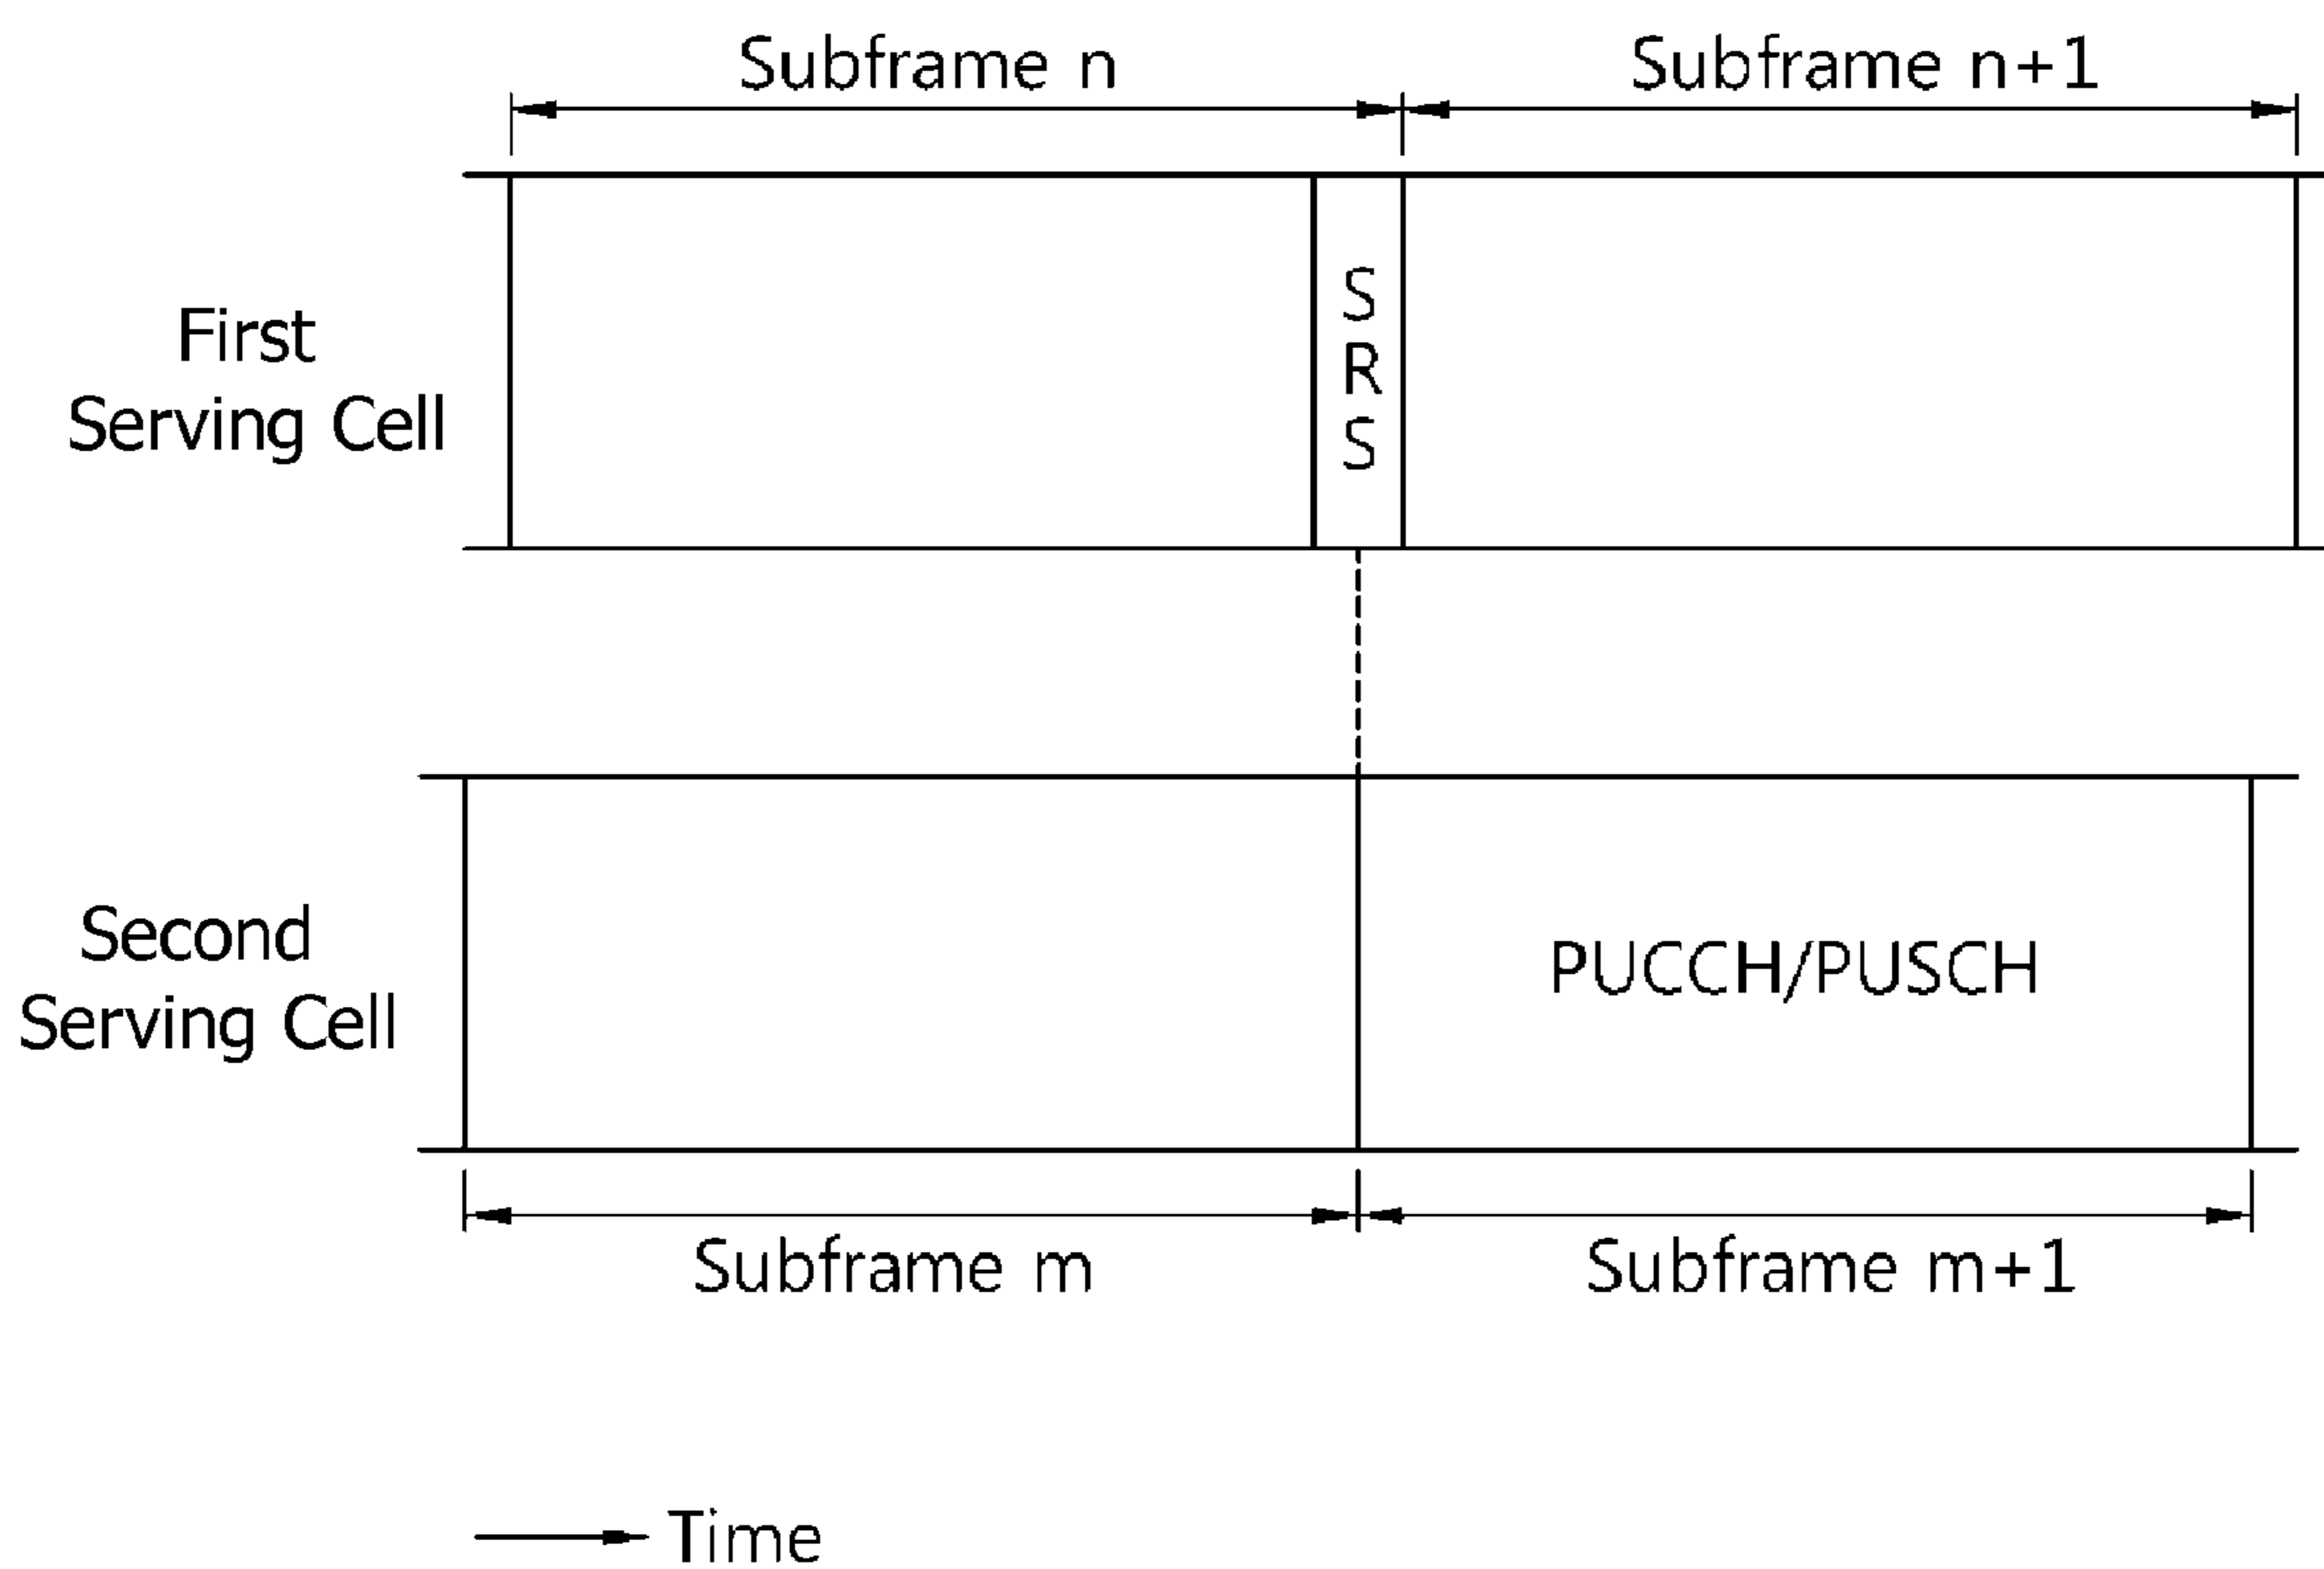 Subframe n
Subframe n+1
First
Serving Cell
S
R
S
Second
Serving Cell
PUCCH/PUSCH
Subframe m
Subframe m+1
Time